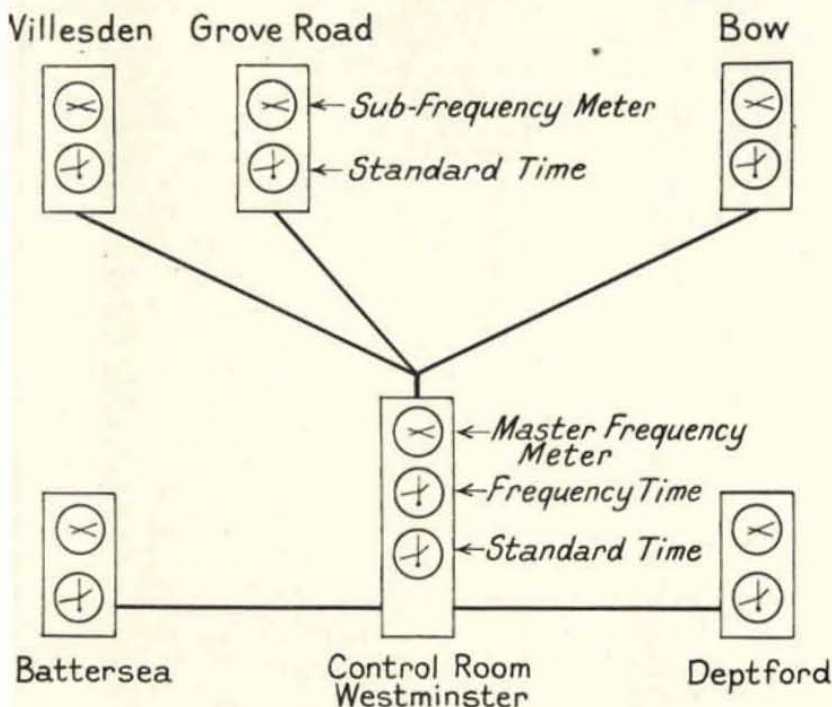 Villesden Grove Road Bow
Sub-Frequency Meter
Standard Time
Master Frequency
Meter
Frequency Time
Standard Time
Battersea Control Room Deptford
Westminster